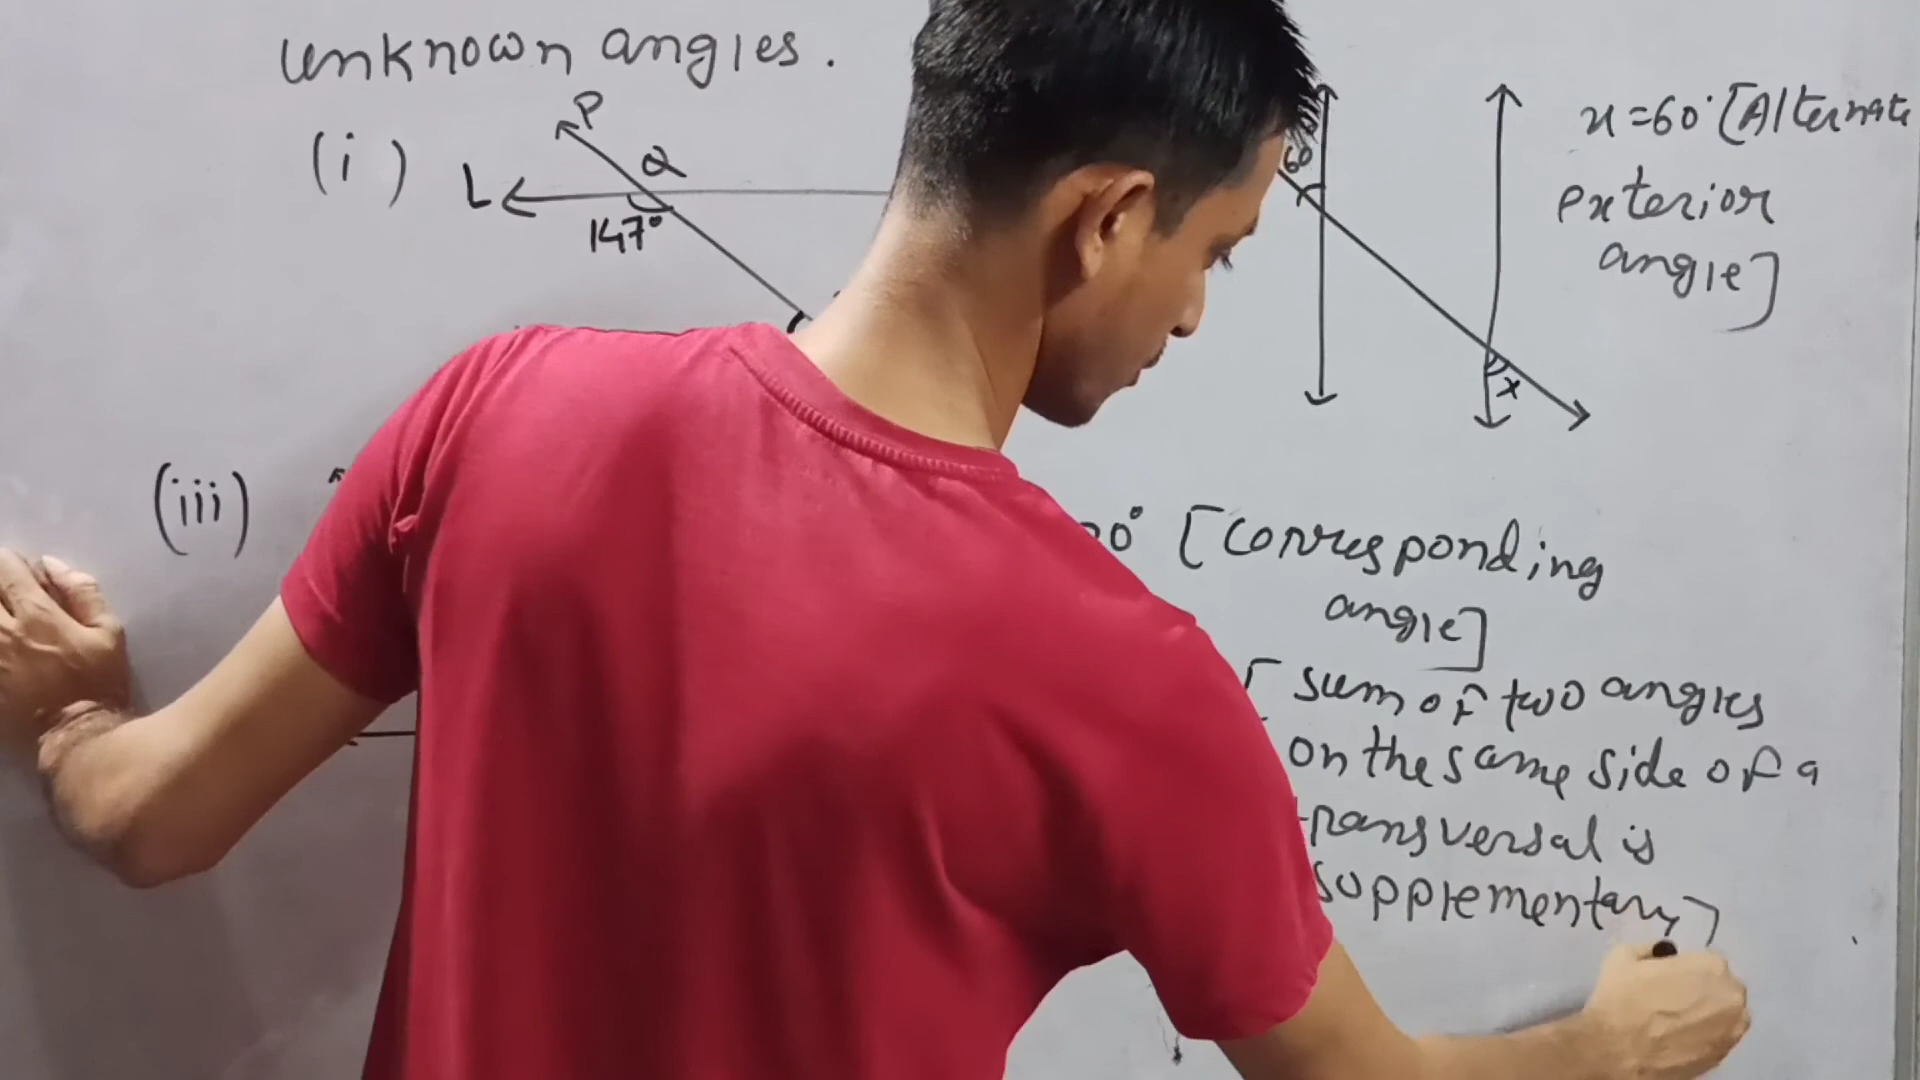 unknown angles.
(i)
P
Q
L
147°
60
x
x=60° [Alternate
exterior
angle]
(iii)
00° [corresponding
angle]
[sum of two angles
on the same side of a
transversal is
supplementary]